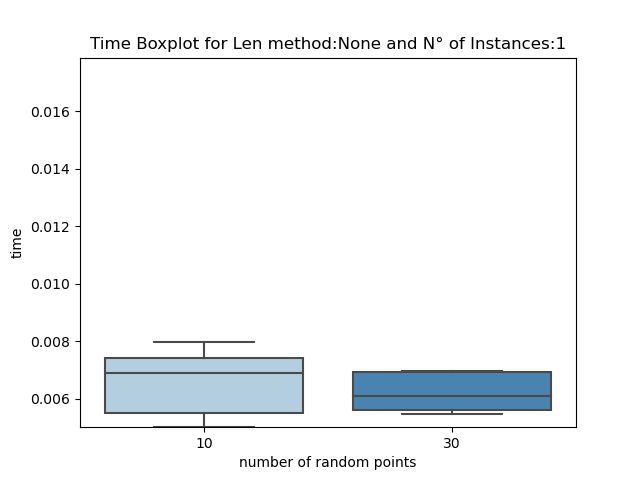 Time Boxplot for Len method:None and N° of Instances:1
0.016
0.014
0.012
0.010
0.008
0.006
time
10 30
number of random points